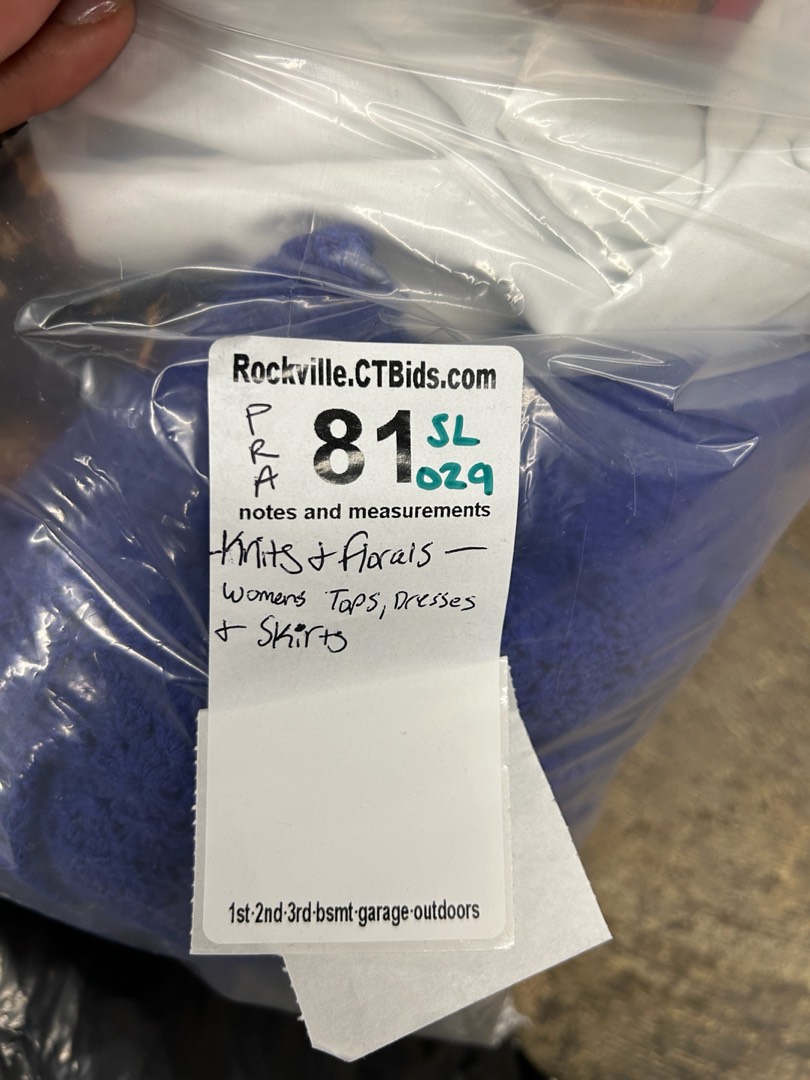 Rockville.CTBids.com
P
R
A
81
SL
029
notes and measurements
Knits + florals —
Womens Tops, Dresses
+ Skirts
1st·2nd·3rd·bsmt·garage·outdoors